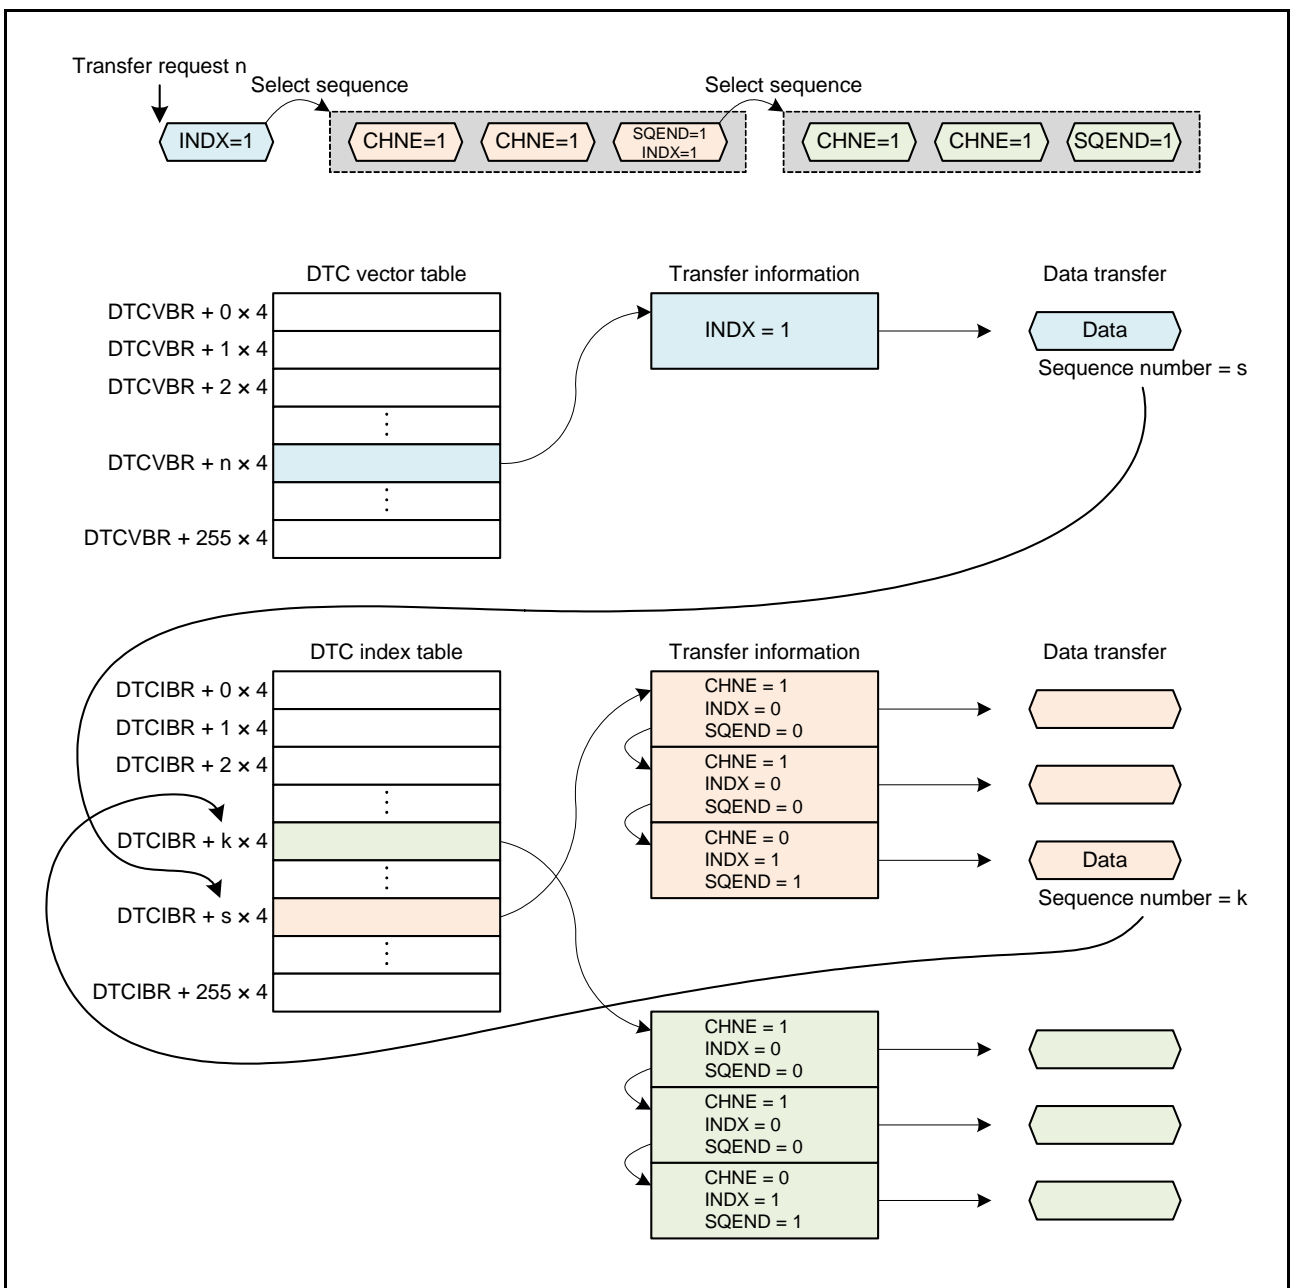 Transfer request n
Select sequence
Select sequence
INDX=1
CHNE=1
CHNE=1
SQEND=1
INDX=1
CHNE=1
CHNE=1
SQEND=1
DTC vector table
Transfer information
Data transfer
DTCVBR + 0 × 4
DTCVBR + 1 × 4
DTCVBR + 2 × 4
DTCVBR + n × 4
DTCVBR + 255 × 4
INDX = 1
Data
Sequence number = s
DTC index table
Transfer information
Data transfer
DTCIBR + 0 × 4
DTCIBR + 1 × 4
DTCIBR + 2 × 4
DTCIBR + k × 4
DTCIBR + s × 4
DTCIBR + 255 × 4
CHNE = 1
INDX = 0
SQEND = 0
CHNE = 1
INDX = 0
SQEND = 0
CHNE = 0
INDX = 1
SQEND = 1
Data
Sequence number = k
CHNE = 1
INDX = 0
SQEND = 0
CHNE = 1
INDX = 0
SQEND = 0
CHNE = 0
INDX = 1
SQEND = 1